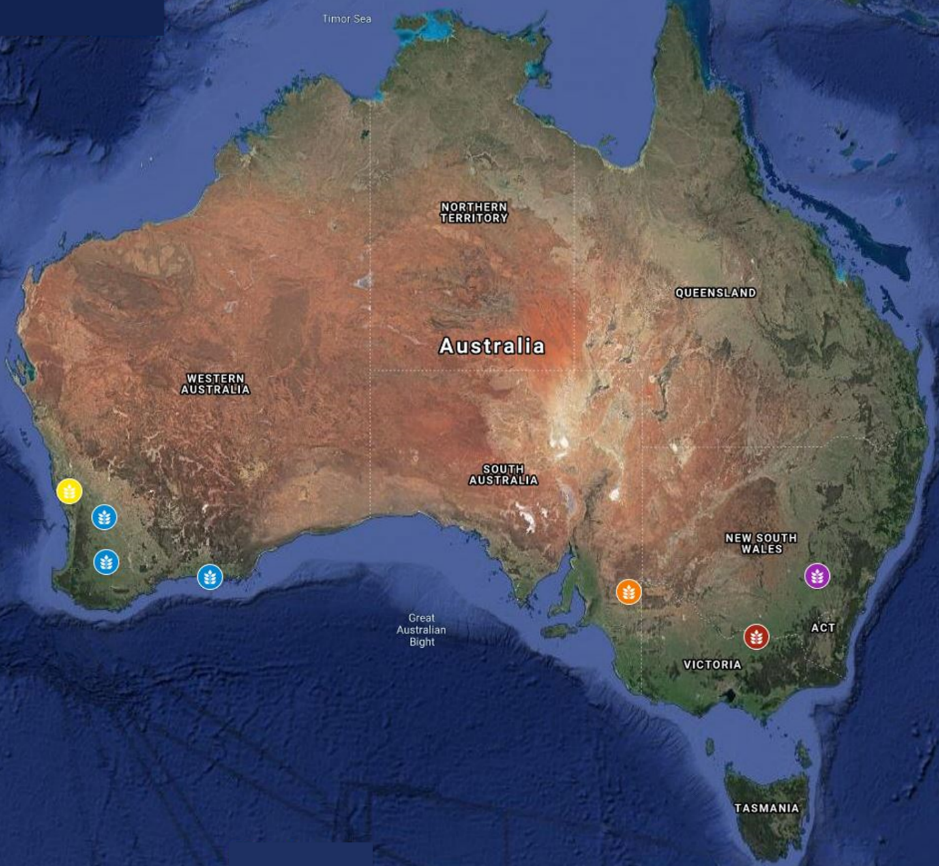 Timor Sea
NORTHERN
TERRITORY
QUEENSLAND
Australia
WESTERN
AUSTRALIA
SOUTH
AUSTRALIA
NEW SOUTH
WALES
Great
Australian
Bight
ACT
VICTORIA
TASMANIA